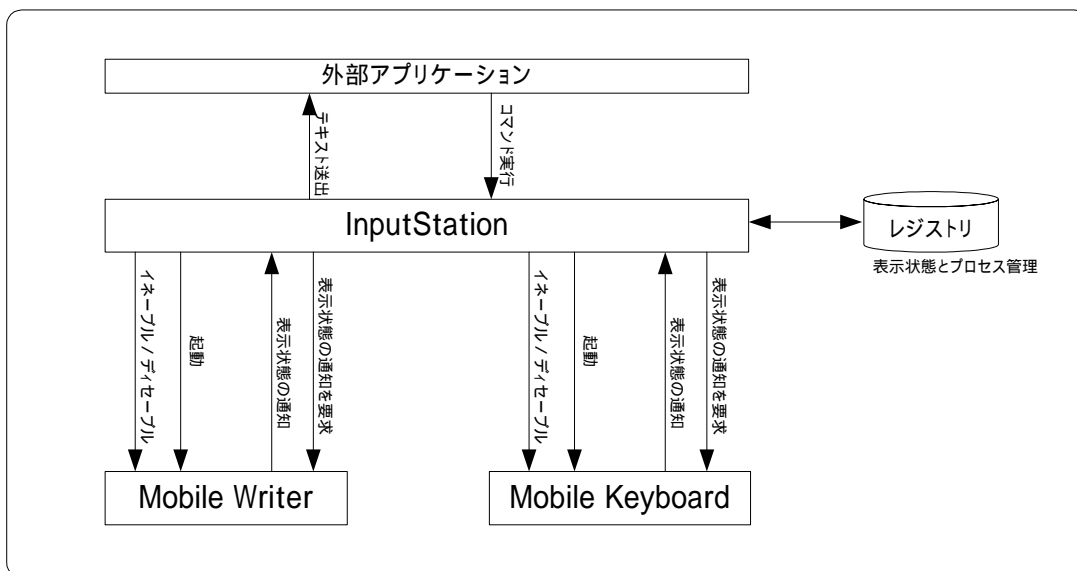 外部アプリケーション
テキスト送出
コマンド実行
InputStation
レジストリ
表示状態とプロセス管理
イネーブル / ディセーブル
起動
表示状態の通知
表示状態の通知を要求
イネーブル / ディセーブル
起動
表示状態の通知
表示状態の通知を要求
Mobile Writer
Mobile Keyboard